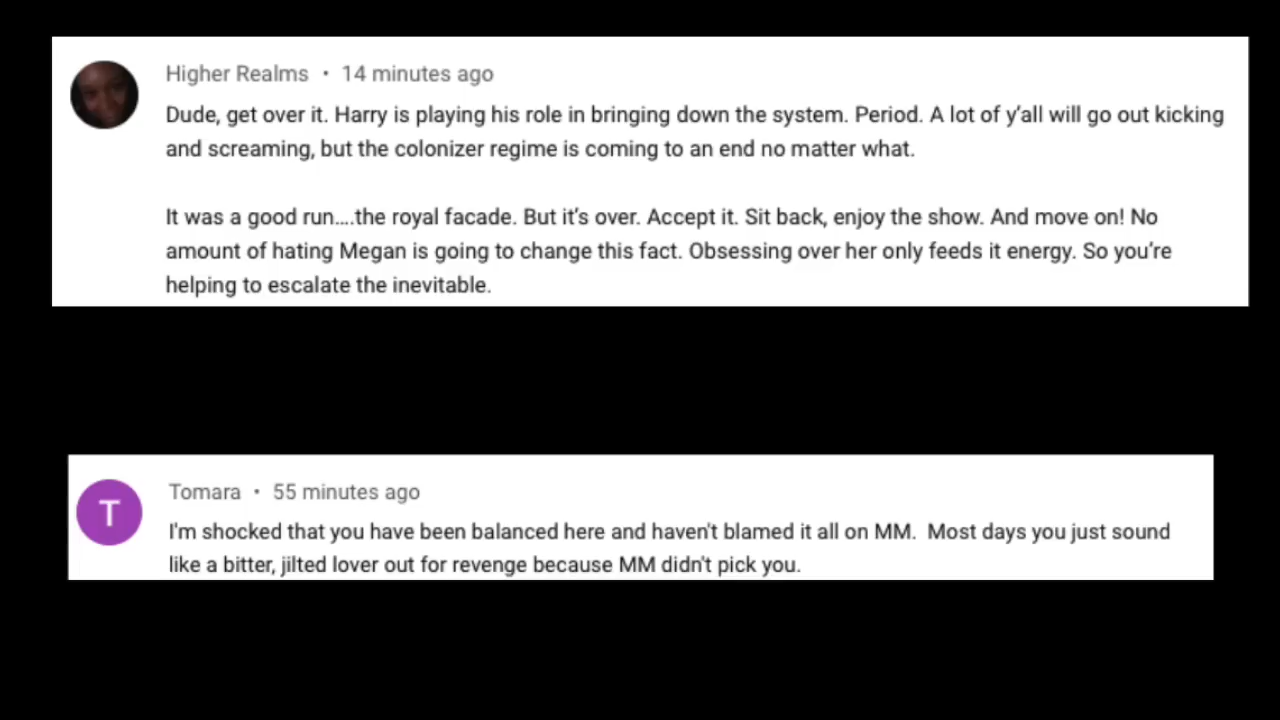 Higher Realms • 14 minutes ago
Dude, get over it. Harry is playing his role in bringing down the system. Period. A lot of y’all will go out kicking
and screaming, but the colonizer regime is coming to an end no matter what.
It was a good run....the royal facade. But it’s over. Accept it. Sit back, enjoy the show. And move on! No
amount of hating Megan is going to change this fact. Obsessing over her only feeds it energy. So you’re
helping to escalate the inevitable.
T
Tomara • 55 minutes ago
I'm shocked that you have been balanced here and haven't blamed it all on MM.  Most days you just sound
like a bitter, jilted lover out for revenge because MM didn't pick you.